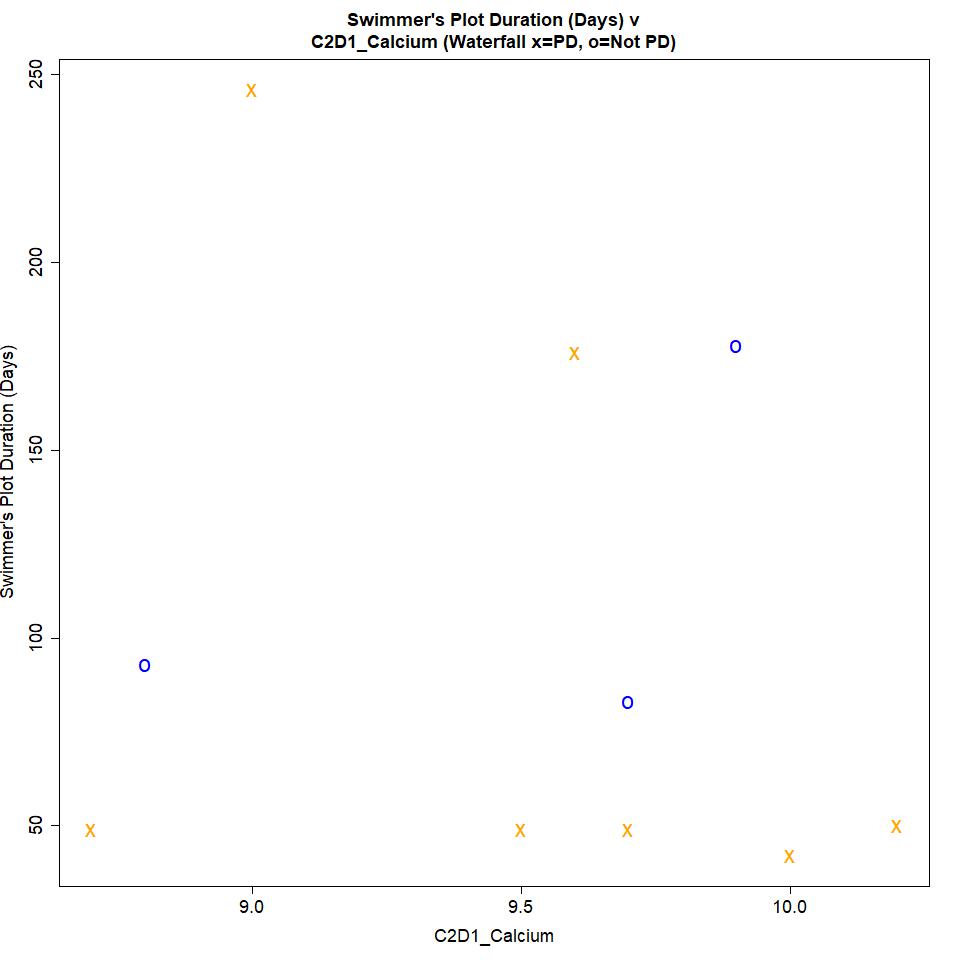 Swimmer's Plot Duration (Days) v
C2D1_Calcium (Waterfall x=PD, o=Not PD)
Swimmer's Plot Duration (Days)
250
200
150
100
50
x
x
o
o
o
x
x
x
x
x
9.0
9.5
10.0
C2D1_Calcium